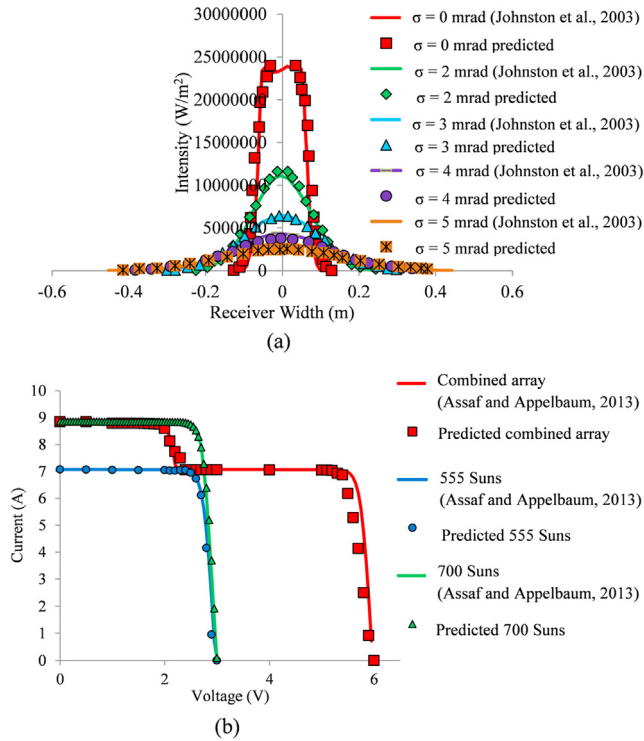 30000000
25000000
20000000
15000000
10000000
5000000
0
Intensity (W/m²)
-0.6 -0.4 -0.2 0 0.2 0.4 0.6
Receiver Width (m)
σ = 0 mrad (Johnston et al., 2003)
σ = 0 mrad predicted
σ = 2 mrad (Johnston et al., 2003)
σ = 2 mrad predicted
σ = 3 mrad (Johnston et al., 2003)
σ = 3 mrad predicted
σ = 4 mrad (Johnston et al., 2003)
σ = 4 mrad predicted
σ = 5 mrad (Johnston et al., 2003)
σ = 5 mrad predicted
(a)
10
9
8
7
6
5
4
3
2
1
0
Current (A)
0 2 4 6
Voltage (V)
Combined array
(Assaf and Appelbaum, 2013)
Predicted combined array
555 Suns
(Assaf and Appelbaum, 2013)
Predicted 555 Suns
700 Suns
(Assaf and Appelbaum, 2013)
Predicted 700 Suns
(b)